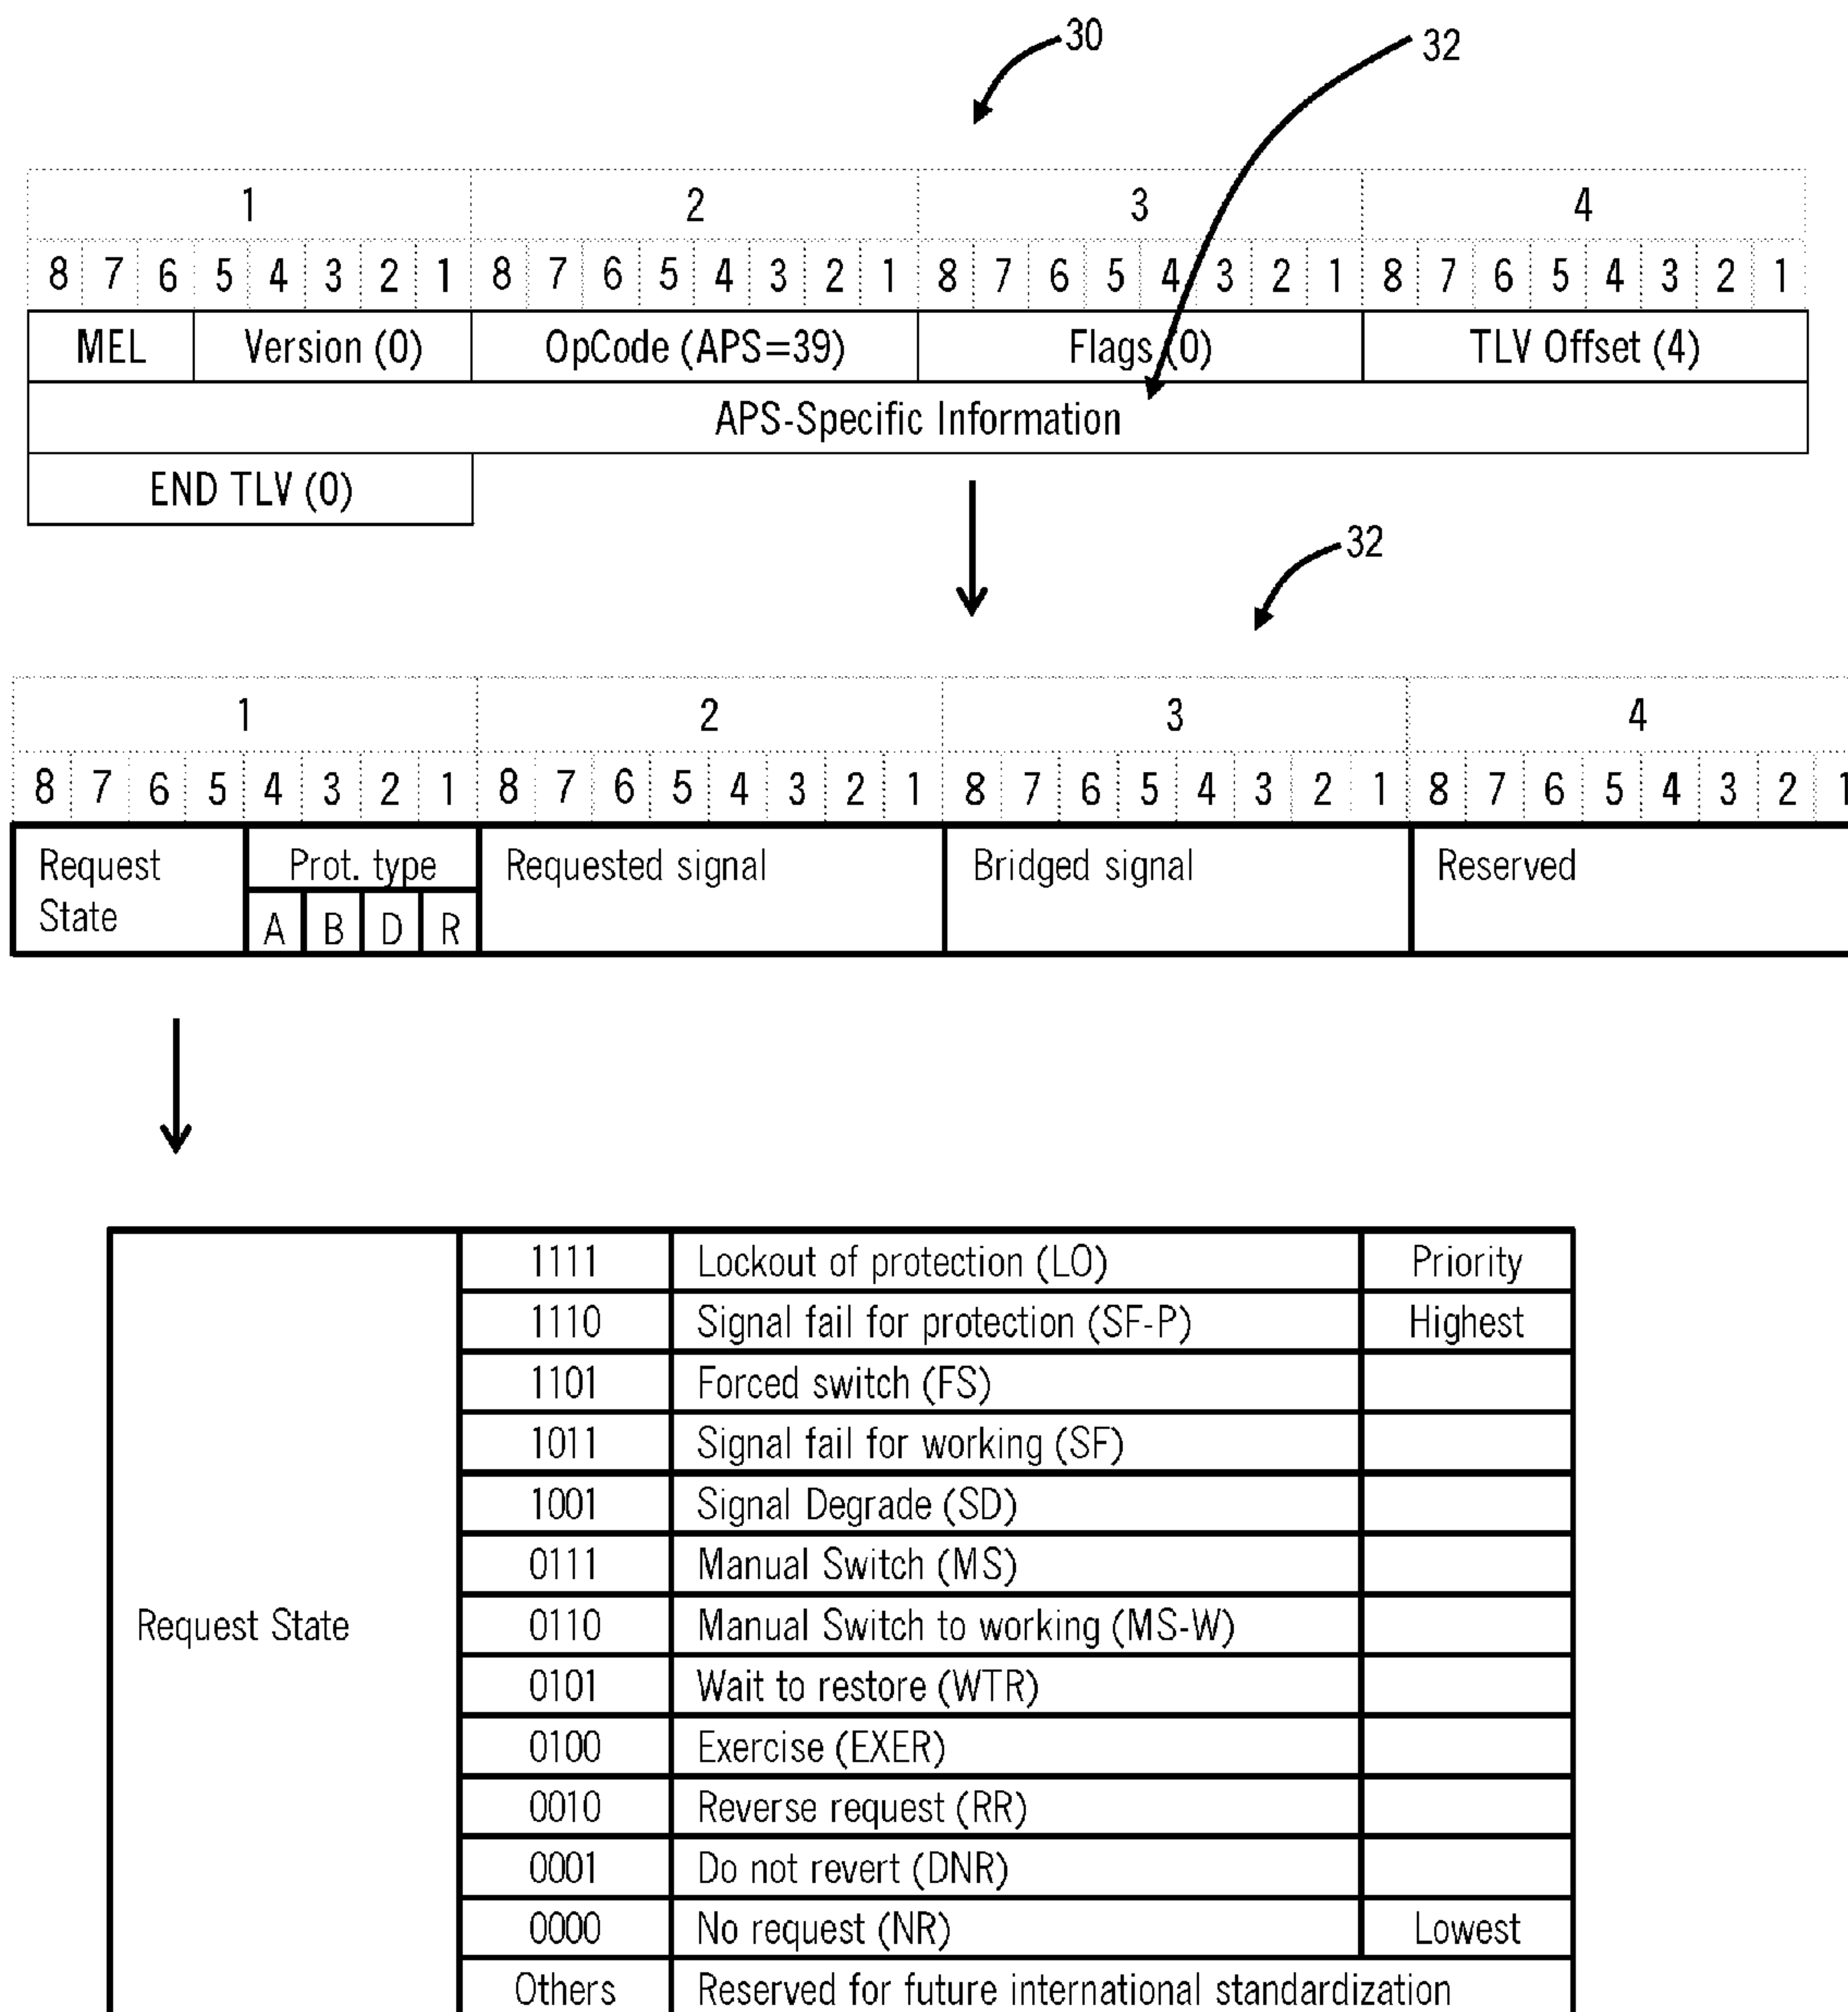 30
32
1 2 3 4
8 7 6 5 4 3 2 1 8 7 6 5 4 3 2 1 8 7 6 5 4 3 2 1 8 7 6 5 4 3 2 1
MEL Version (0) OpCode (APS=39) Flags (0) TLV Offset (4)
APS-Specific Information
END TLV (0)
32
1 2 3 4
8 7 6 5 4 3 2 1 8 7 6 5 4 3 2 1 8 7 6 5 4 3 2 1 8 7 6 5 4 3 2 1
Request Prot. type Requested signal Bridged signal Reserved
State A B D R
1111 Lockout of protection (LO) Priority
1110 Signal fail for protection (SF-P) Highest
1101 Forced switch (FS)
1011 Signal fail for working (SF)
1001 Signal Degrade (SD)
0111 Manual Switch (MS)
Request State 0110 Manual Switch to working (MS-W)
0101 Wait to restore (WTR)
0100 Exercise (EXER)
0010 Reverse request (RR)
0001 Do not revert (DNR)
0000 No request (NR) Lowest
Others Reserved for future international standardization